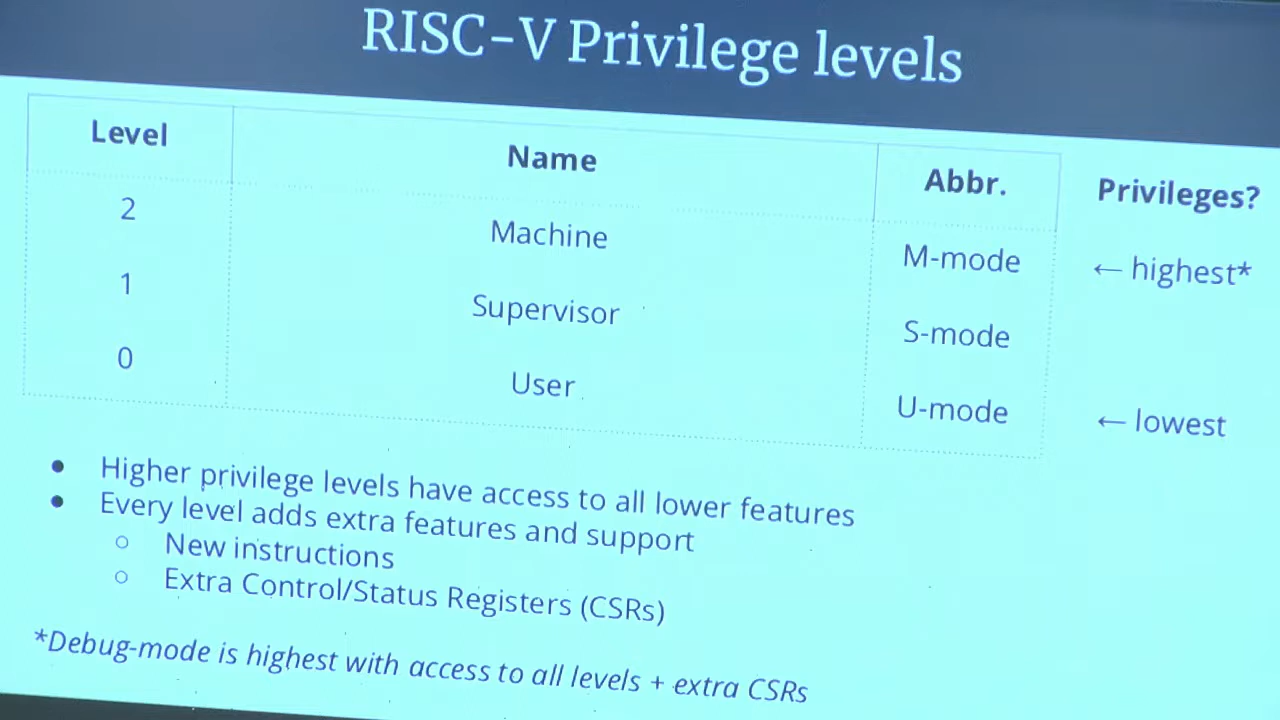 RISC-V Privilege levels
Level Name Abbr. Privileges?
2 Machine M-mode ← highest*
1 Supervisor S-mode
0 User U-mode ← lowest
● Higher privilege levels have access to all lower features
● Every level adds extra features and support
○ New instructions
○ Extra Control/Status Registers (CSRs)
*Debug-mode is highest with access to all levels + extra CSRs